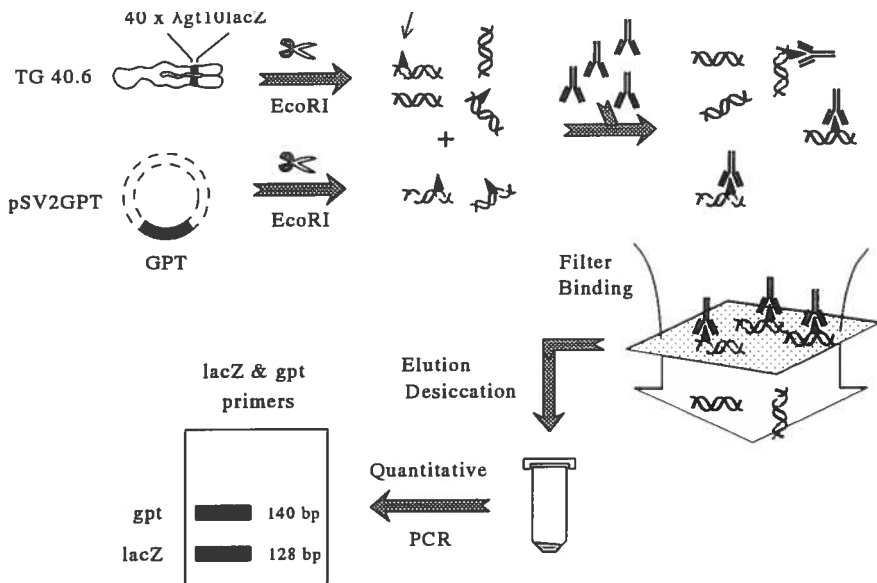 40 x λgt10lacZ
TG 40.6
EcoRI
+
pSV2GPT
EcoRI
GPT
Filter
Binding
Elution
Desiccation
lacZ & gpt
primers
Quantitative
PCR
gpt
140 bp
lacZ
128 bp